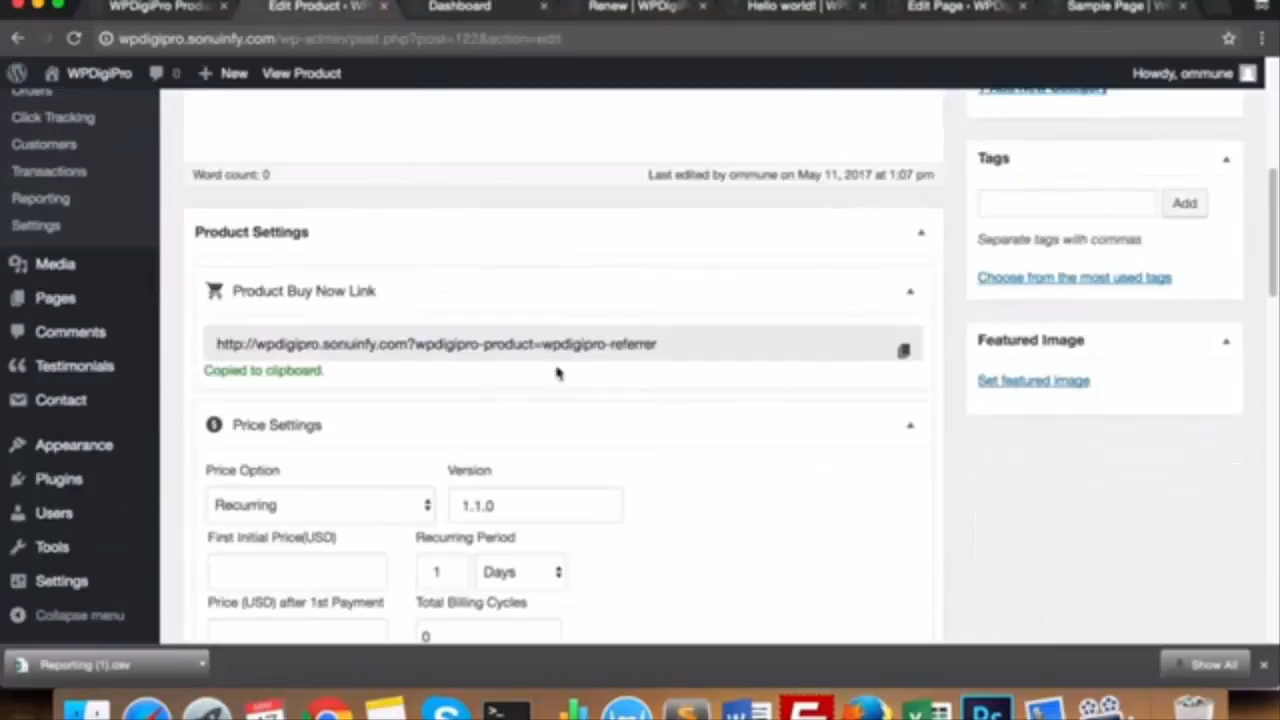 WPDigiPro Prod
Edit Product ‹ W
Dashboard
Renew | WPDigi
Hello world! | WP
Edit Page ‹ WPD
Sample Page | W
wpdigipro.sonuinfy.com/wp-admin/post.php?post=122&action=edit
WPDigiPro 0 + New View Product Howdy, ommune
Orders
Click Tracking
Customers
Transactions
Reporting
Settings
Media
Pages
Comments
Testimonials
Contact
Appearance
Plugins
Users
Tools
Settings
Collapse menu
Word count: 0
Last edited by ommune on May 11, 2017 at 1:07 pm
Product Settings
Product Buy Now Link
http://wpdigipro.sonuinfy.com?wpdigipro-product=wpdigipro-referrer
Copied to clipboard.
Price Settings
Price Option Version
Recurring 1.1.0
First Initial Price(USD) Recurring Period
1 Days
Price (USD) after 1st Payment Total Billing Cycles
0
Tags
Add
Separate tags with commas
Choose from the most used tags
Featured Image
Set featured image
Reporting (1).csv
Show All
Ps